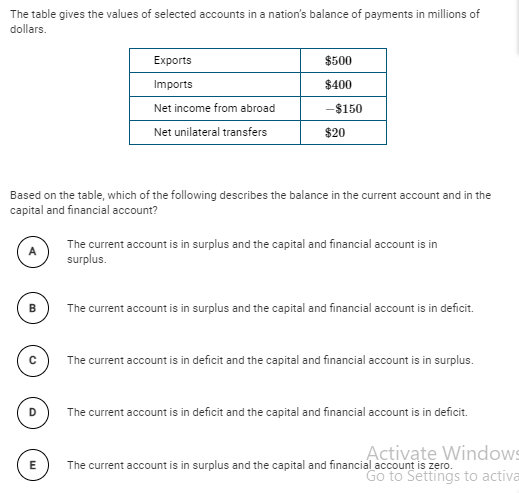 The table gives the values of selected accounts in a nation's balance of payments in millions of
dollars.
Exports $500
Imports $400
Net income from abroad −$150
Net unilateral transfers $20
Based on the table, which of the following describes the balance in the current account and in the
capital and financial account?
A The current account is in surplus and the capital and financial account is in
surplus.
B The current account is in surplus and the capital and financial account is in deficit.
C The current account is in deficit and the capital and financial account is in surplus.
D The current account is in deficit and the capital and financial account is in deficit.
Activate Windows
E The current account is in surplus and the capital and financial account is zero.
Go to Settings to activa